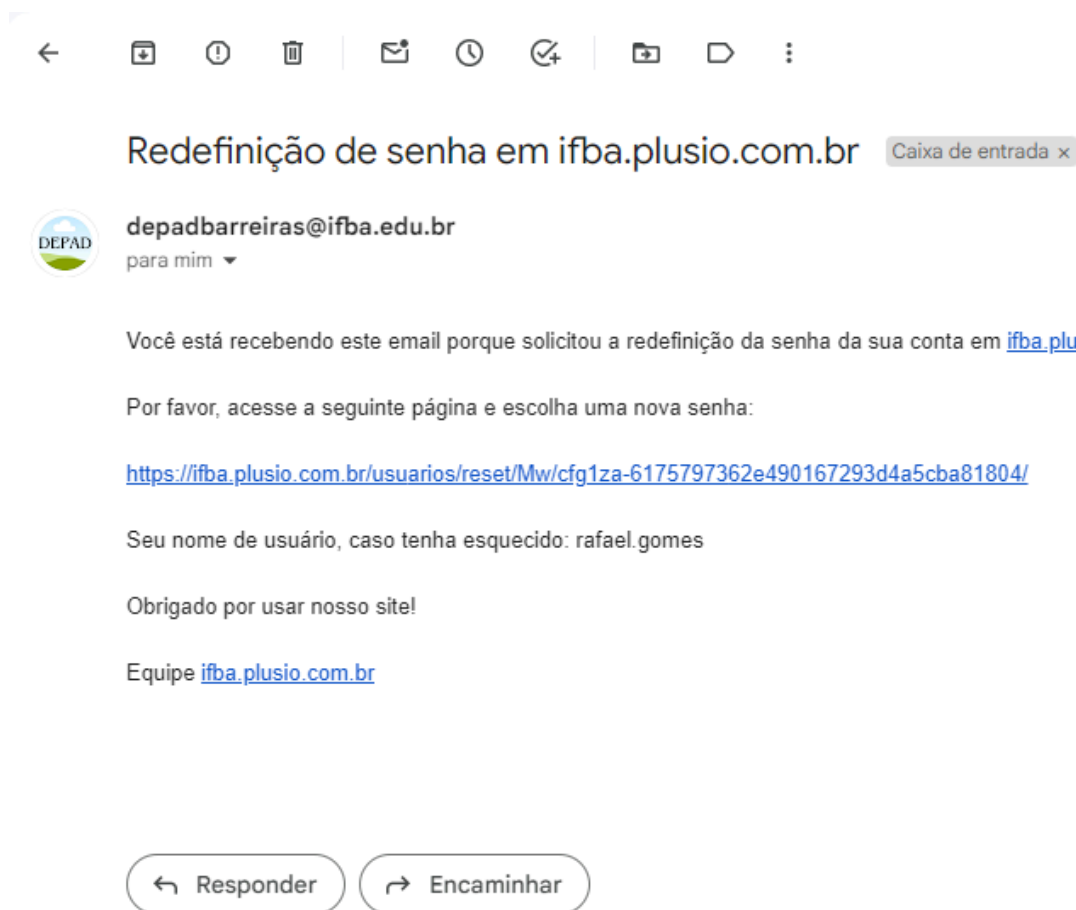 Redefinição de senha em ifba.plusio.com.br Caixa de entrada ×
depadbarreiras@ifba.edu.br
DEPAD
para mim
Você está recebendo este email porque solicitou a redefinição da senha da sua conta em ifba.plu
Por favor, acesse a seguinte página e escolha uma nova senha:
https://ifba.plusio.com.br/usuarios/reset/Mw/cfg1za-6175797362e490167293d4a5cba81804/
Seu nome de usuário, caso tenha esquecido: rafael.gomes
Obrigado por usar nosso site!
Equipe ifba.plusio.com.br
Responder Encaminhar